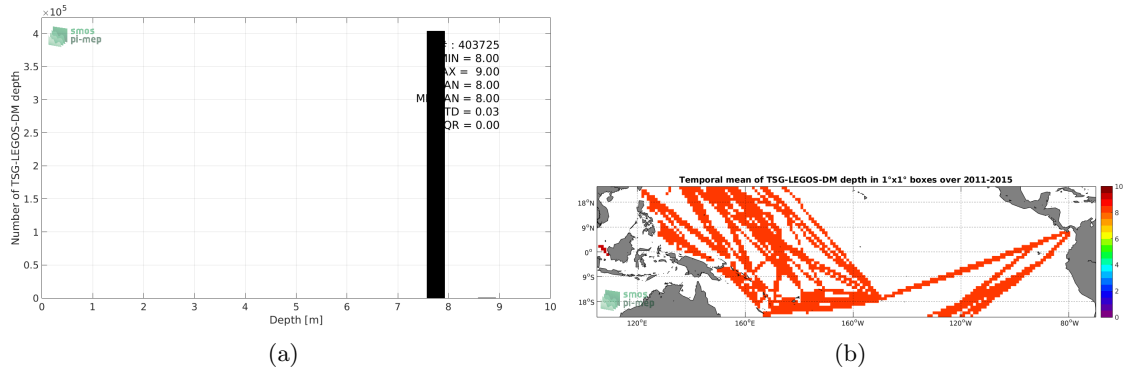 ×10⁵
smos
pi-mep
4
3.5
3
2.5
2
1.5
1
0.5
0
Number of TSG-LEGOS-DM depth
: 403725
MIN = 8.00
AX = 9.00
AN = 8.00
AN = 8.00
TD = 0.03
QR = 0.00
0 1 2 3 4 5 6 7 8 9 10
Depth [m]
(a)
Temporal mean of TSG-LEGOS-DM depth in 1°x1° boxes over 2011-2015
18°N
9°N
0°
9°S
18°S
smos
pi-mep
120°E 160°E 160°W 120°W 80°W
10
8
6
4
2
0
(b)